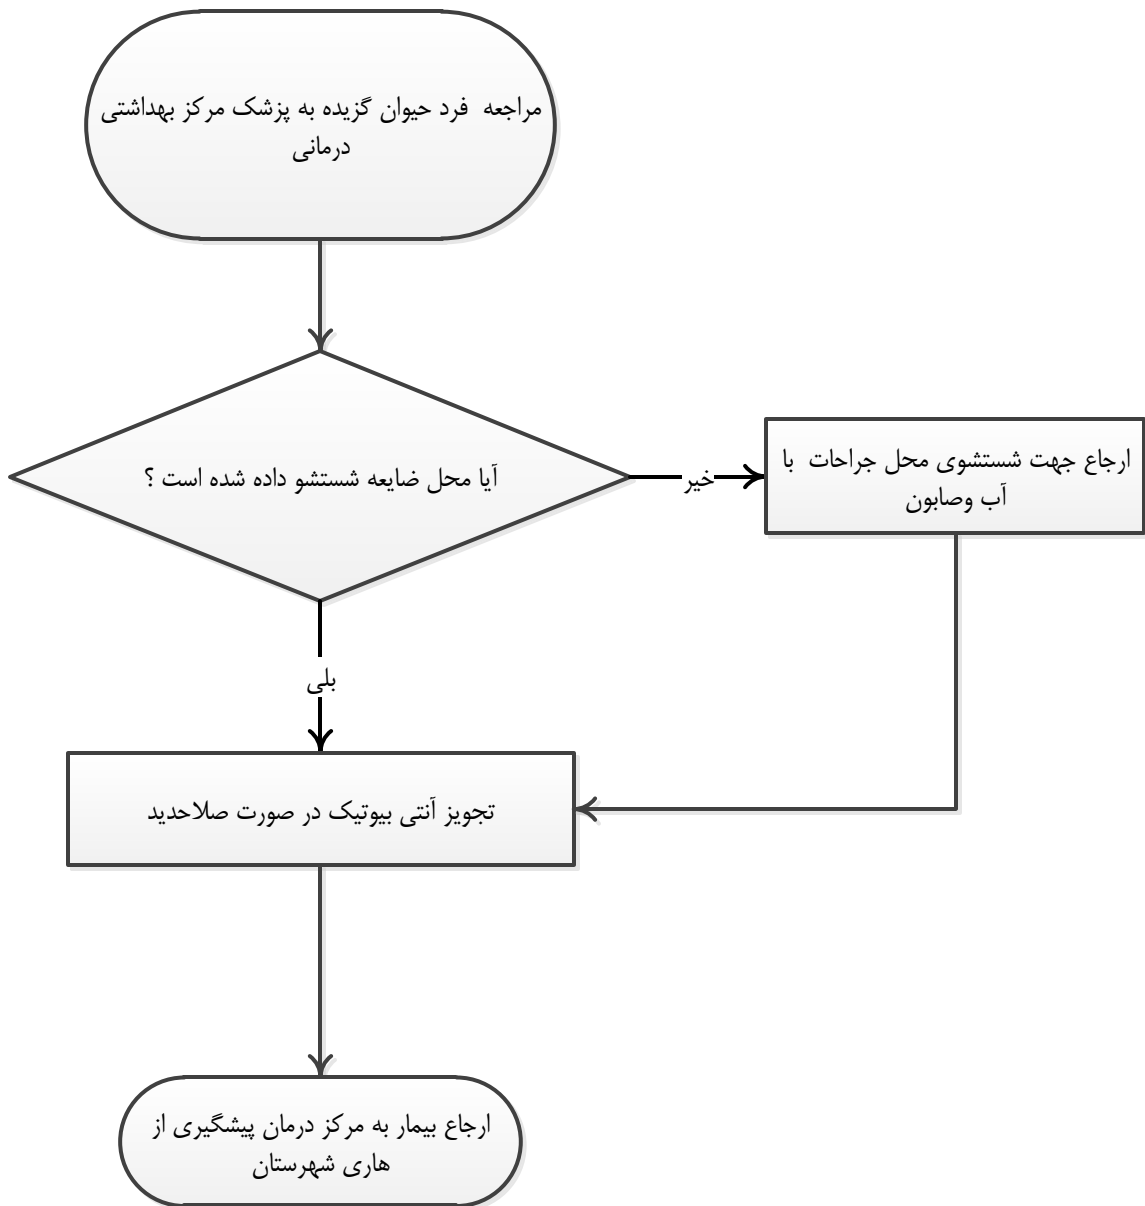 مراجعه فرد حیوان گزیده به پزشک مرکز بهداشتی
درمانی
آیا محل ضایعه شستشو داده شده است ؟
خیر
ارجاع جهت شستشوی محل جراحات با
آب وصابون
بلی
تجویز آنتی بیوتیک در صورت صلاحدید
ارجاع بیمار به مرکز درمان پیشگیری از
هاری شهرستان